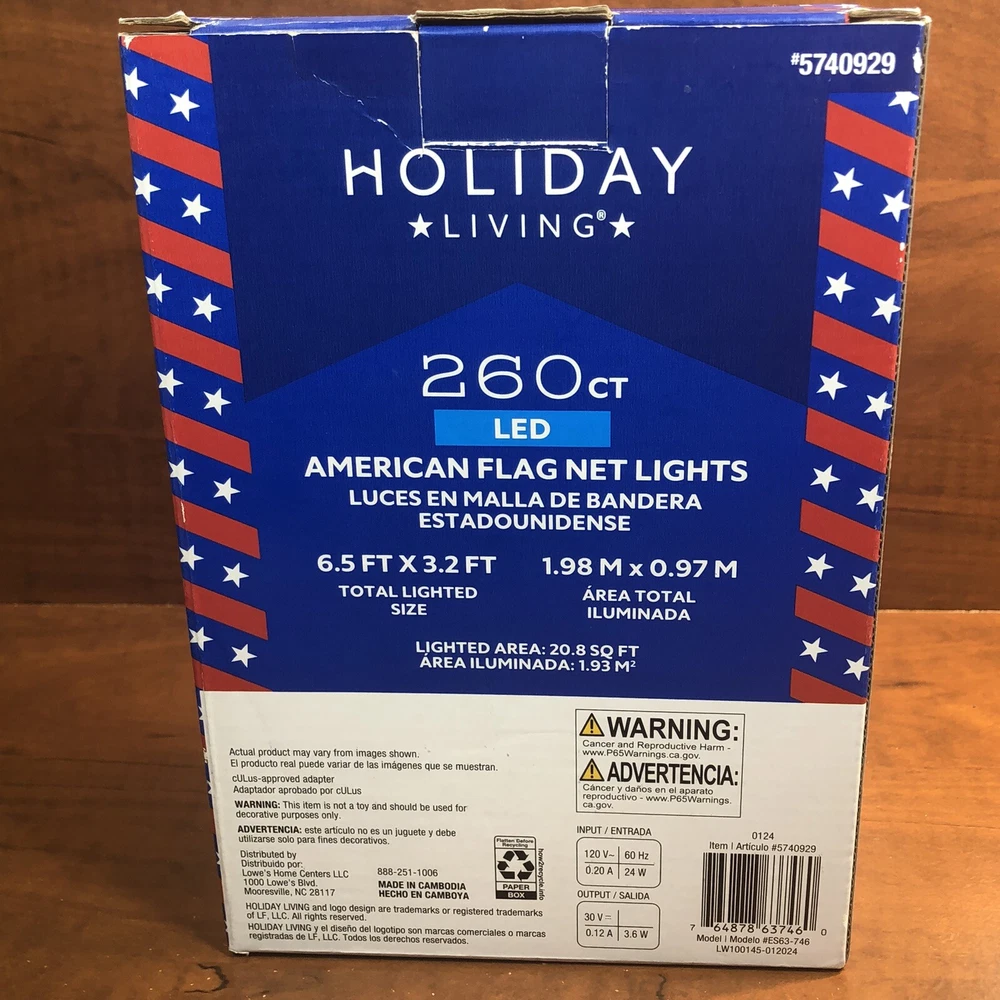 #5740929
HOLIDAY
★LIVING®★
260CT
LED
AMERICAN FLAG NET LIGHTS
LUCES EN MALLA DE BANDERA
ESTADOUNIDENSE
6.5 FT X 3.2 FT
TOTAL LIGHTED
SIZE
1.98 M x 0.97 M
ÁREA TOTAL
ILUMINADA
LIGHTED AREA: 20.8 SQ FT
ÁREA ILUMINADA: 1.93 M²
Actual product may vary from images shown.
El producto real puede variar de las imágenes que se muestran.
cULus-approved adapter
Adaptador aprobado por cULus
WARNING: This item is not a toy and should be used for
decorative purposes only.
ADVERTENCIA: este articulo no es un juguete y debe
utilizarse solo para fines decorativos.
Distributed by
Distribuido por:
Lowe's Home Centers LLC
1000 Lowe's Blvd.
Mooresville, NC 28117
888-251-1006
MADE IN CAMBODIA
HECHO EN CAMBOYA
HOLIDAY LIVING and logo design are trademarks or registered trademarks
of LF, LLC. All rights reserved.
HOLIDAY LIVING y el diseño del logotipo son marcas comerciales o marcas
registradas de LF, LLC. Todos los derechos reservados.
Flatten Before
Recycling
PAPER
BOX
how2recycle.info
WARNING:
Cancer and Reproductive Harm -
www.P65Warnings.ca.gov.
ADVERTENCIA:
Cáncer y daños en el aparato
reproductivo - www.P65Warnings.
ca.gov.
INPUT / ENTRADA
120 V~ 60 Hz
0.20 A 24 W
OUTPUT / SALIDA
30 V ⎓
0.12 A 3.6 W
0124
Item | Artículo #5740929
7 64878 63746 0
Model | Modelo #ES63-746
LW100145-012024